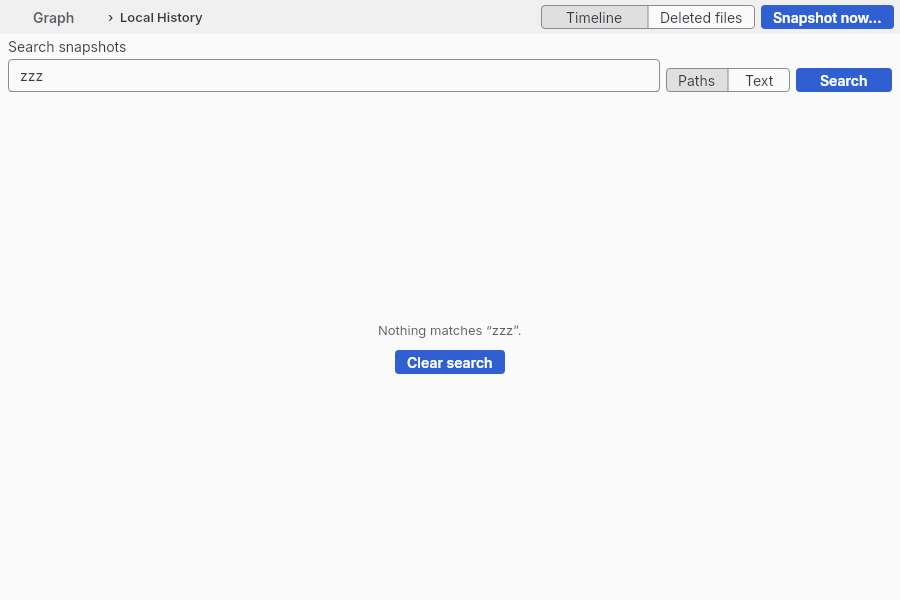 Graph › Local History Timeline Deleted files Snapshot now...
Search snapshots
zzz Paths Text Search
Nothing matches “zzz”.
Clear search